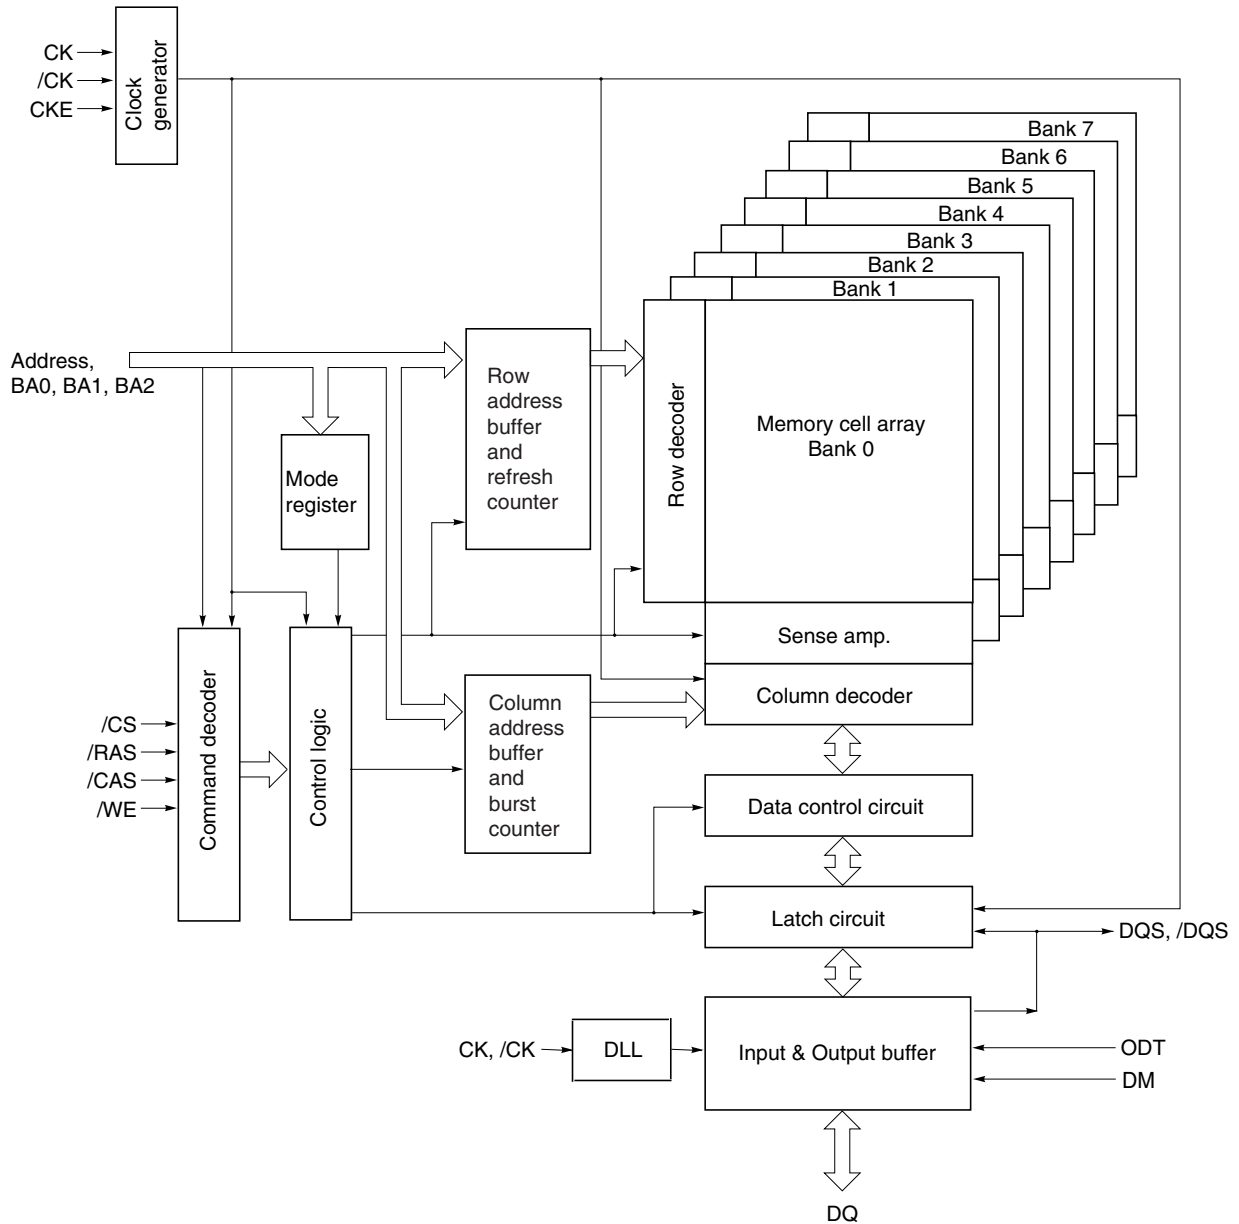 CK
/CK
CKE
Clock
generator
Bank 7
Bank 6
Bank 5
Bank 4
Bank 3
Bank 2
Bank 1
Address,
BA0, BA1, BA2
Mode
register
Row
address
buffer
and
refresh
counter
Row decoder
Memory cell array
Bank 0
Sense amp.
Column decoder
/CS
/RAS
/CAS
/WE
Command decoder
Control logic
Column
address
buffer
and
burst
counter
Data control circuit
Latch circuit
DQS, /DQS
CK, /CK
DLL
Input & Output buffer
ODT
DM
DQ